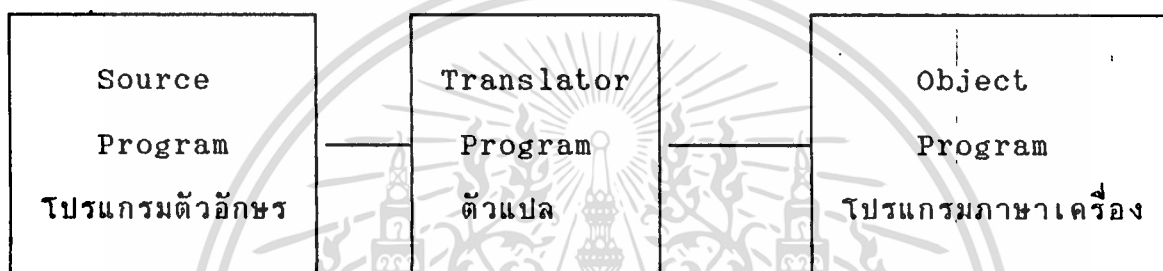 Source
Program
โปรแกรมตัวอักษร
Translator
Program
ตัวแปล
Object
Program
โปรแกรมภาษาเครื่อง